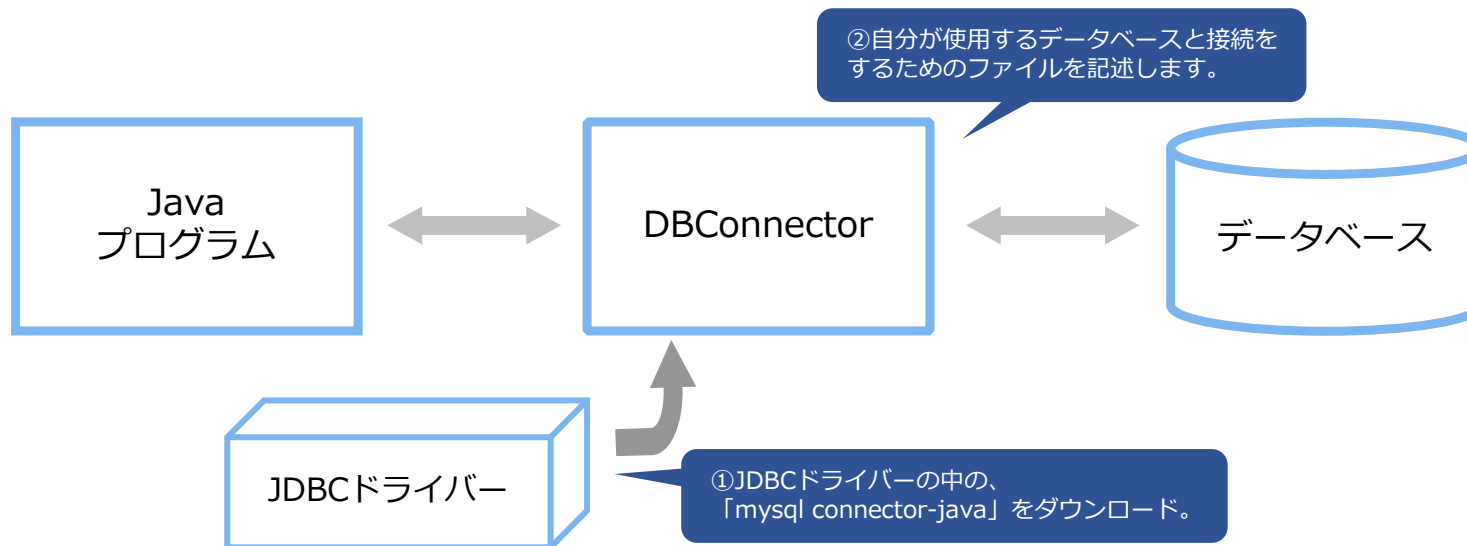 ②自分が使用するデータベースと接続を
するためのファイルを記述します。
Java
プログラム
DBConnector
データベース
JDBCドライバー
①JDBCドライバーの中の、
「mysql connector-java」をダウンロード。